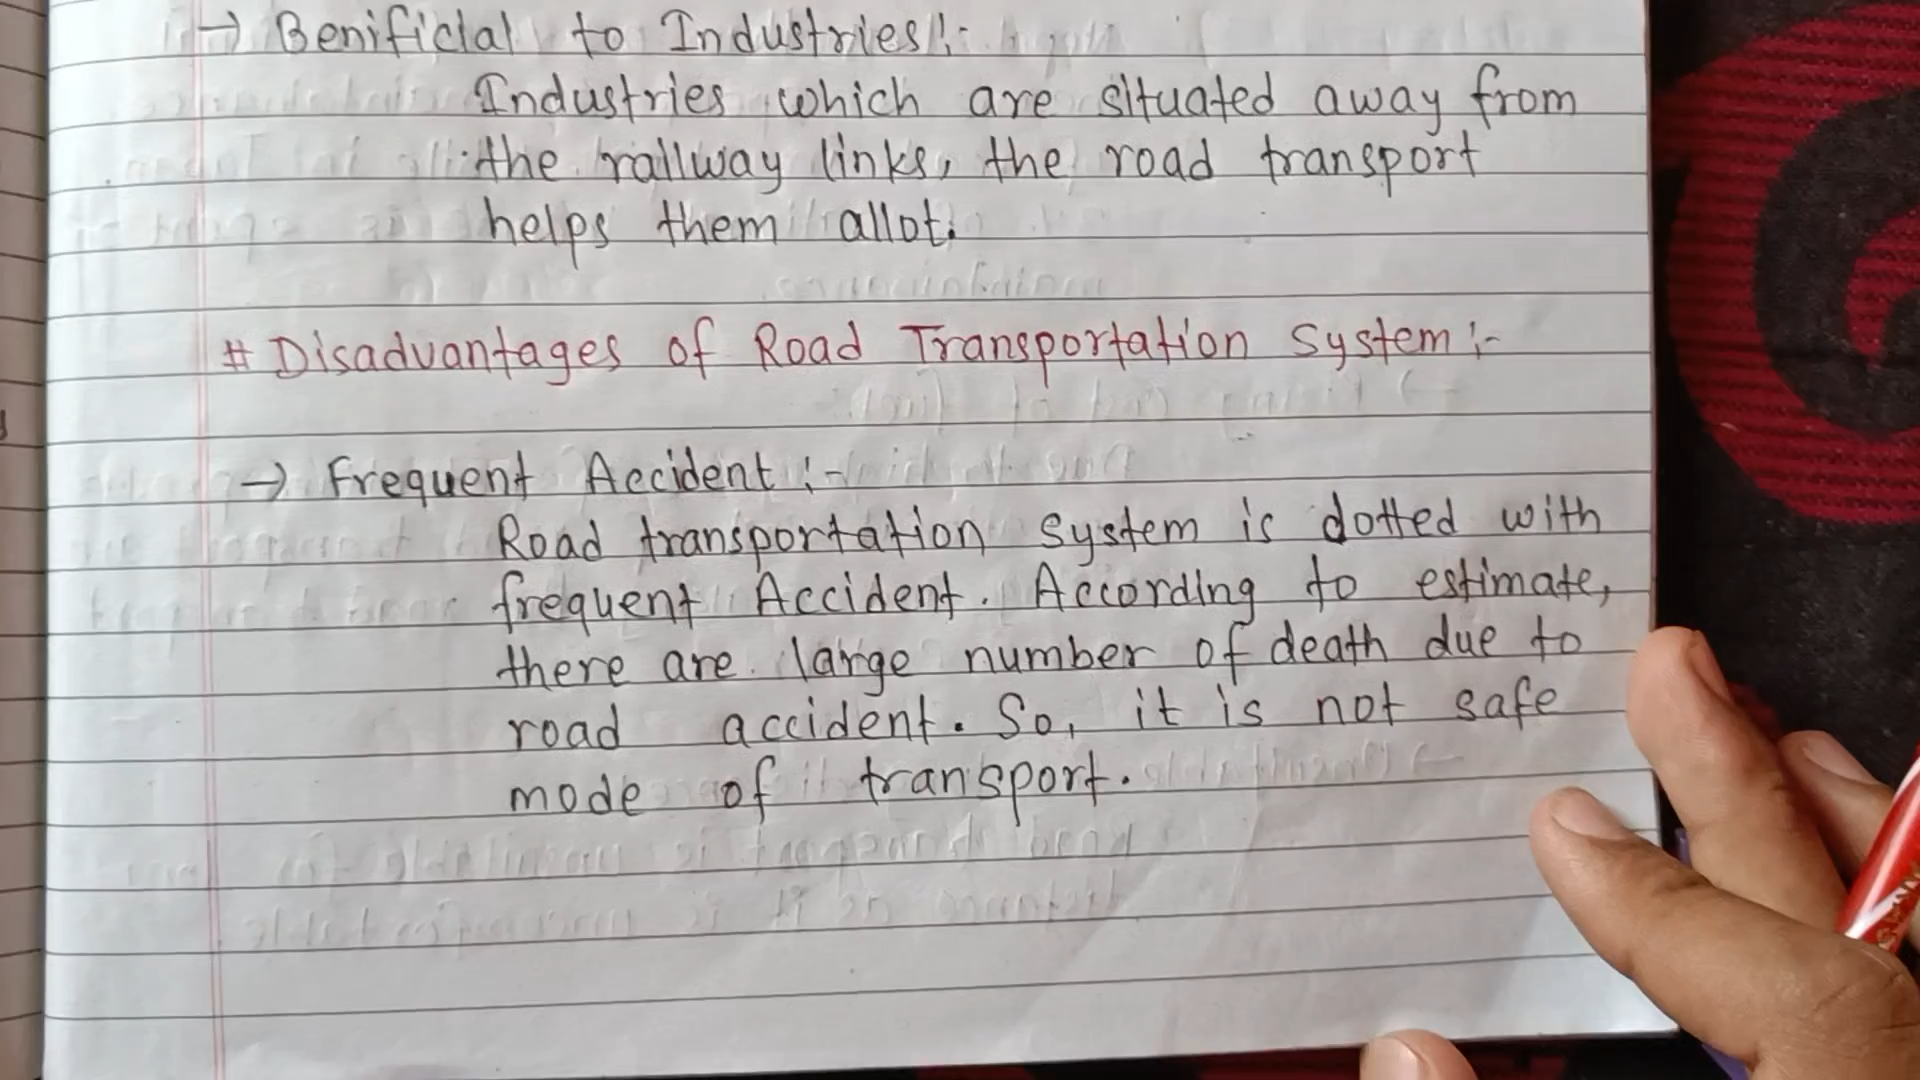 → Benificial to Industries:-
Industries which are situated away from
the railway links, the road transport
helps them allot.
# Disadvantages of Road Transportation System:-
→ Frequent Accident:-
Road transportation system is dotted with
frequent Accident. According to estimate,
there are large number of death due to
road accident. So, it is not safe
mode of transport.